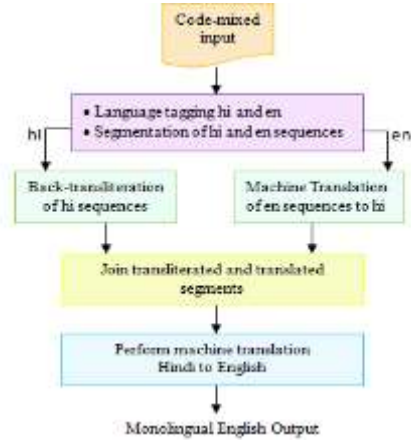 Code-mixed
input
• Language tagging hi and en
• Segmentation of hi and en sequences
hi
en
Back-transliteration
of hi sequences
Machine Translation
of en sequences to hi
Join transliterated and translated
segments
Perform machine translation
Hindi to English
Monolingual English Output